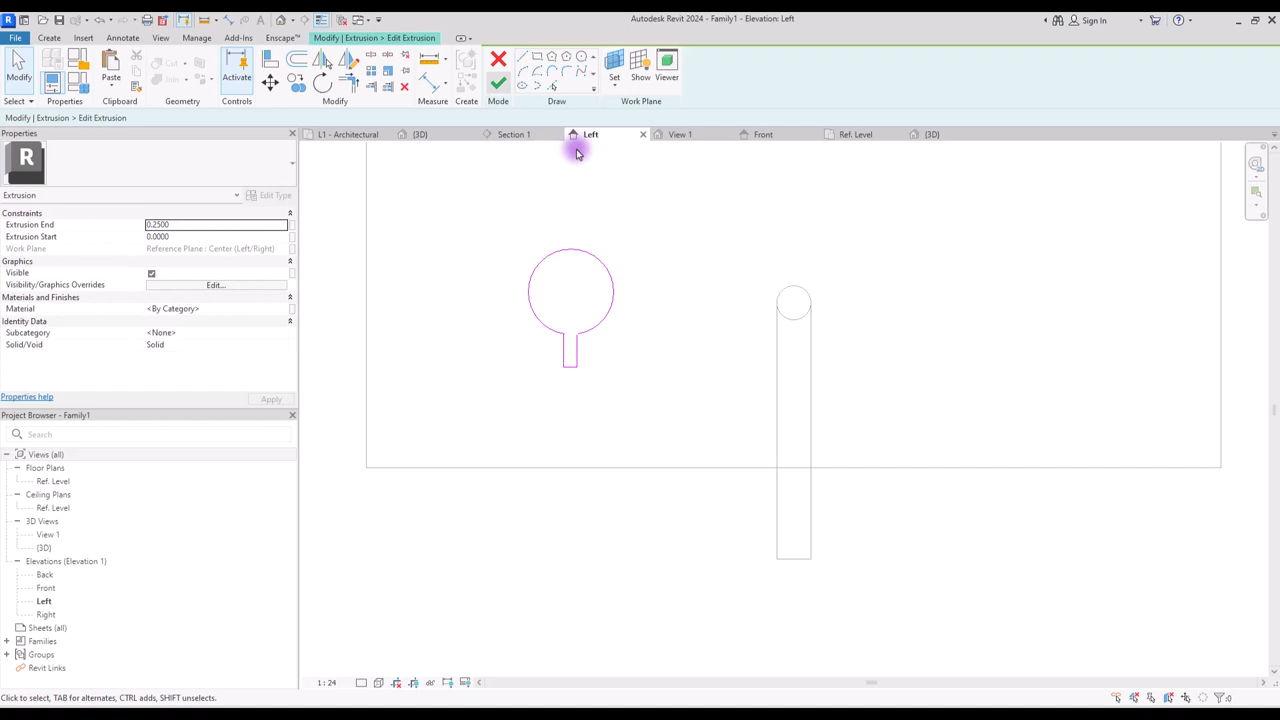 Autodesk Revit 2024 - Family1 - Elevation: Left
Sign In
File Create Insert Annotate View Manage Add-Ins Enscape™ Modify | Extrusion > Edit Extrusion
Modify
Paste
Cut
Join
Activate
Set Show Viewer
Select Properties Clipboard Geometry Controls Modify Measure Create Mode Draw Work Plane
Modify | Extrusion > Edit Extrusion
Properties
L1 - Architectural {3D} Section 1 Left View 1 Front Ref. Level {3D}
R
Extrusion Edit Type
Constraints
Extrusion End 0.2500
Extrusion Start 0.0000
Work Plane Reference Plane : Center (Left/Right)
Graphics
Visible
Visibility/Graphics Overrides Edit...
Materials and Finishes
Material <By Category>
Identity Data
Subcategory <None>
Solid/Void Solid
Properties help Apply
Project Browser - Family1
Search
Views (all)
Floor Plans
Ref. Level
Ceiling Plans
Ref. Level
3D Views
View 1
{3D}
Elevations (Elevation 1)
Back
Front
Left
Right
Sheets (all)
Families
Groups
Revit Links
1 : 24
Click to select, TAB for alternates, CTRL adds, SHIFT unselects. :0